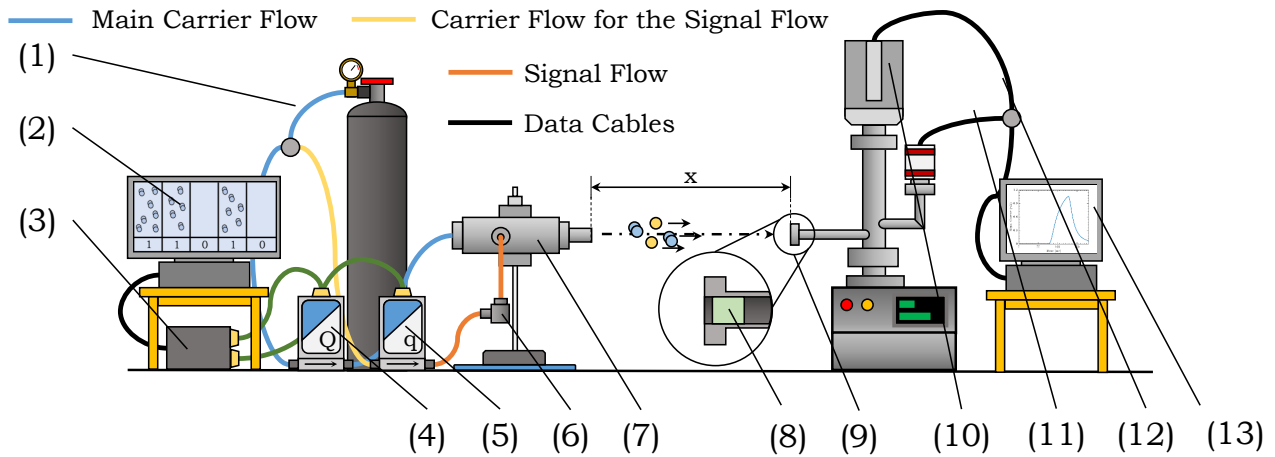 Main Carrier Flow
Carrier Flow for the Signal Flow
(1)
Signal Flow
(2)
Data Cables
x
(3)
1 1 0 1 0
Q
q
(4)
(5)
(6)
(7)
(8)
(9)
(10)
(11)
(12)
(13)